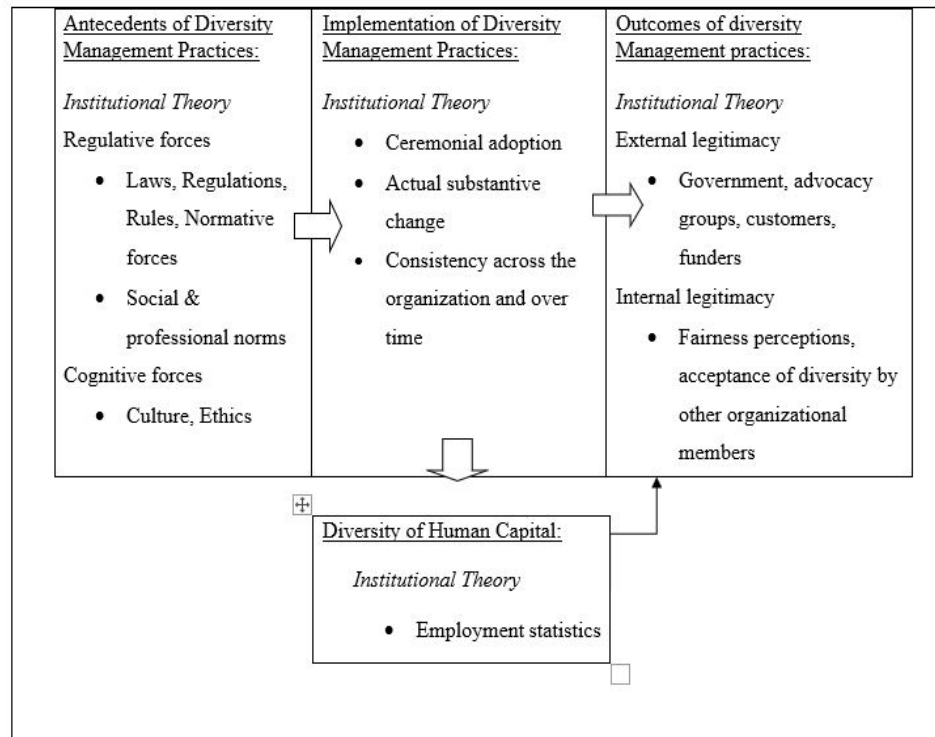 Antecedents of Diversity
Management Practices:
Institutional Theory
Regulative forces
• Laws, Regulations,
Rules, Normative
forces
• Social &
professional norms
Cognitive forces
• Culture, Ethics
Implementation of Diversity
Management Practices:
Institutional Theory
• Ceremonial adoption
• Actual substantive
change
• Consistency across the
organization and over
time
Outcomes of diversity
Management practices:
Institutional Theory
External legitimacy
• Government, advocacy
groups, customers,
funders
Internal legitimacy
• Fairness perceptions,
acceptance of diversity by
other organizational
members
Diversity of Human Capital:
Institutional Theory
• Employment statistics